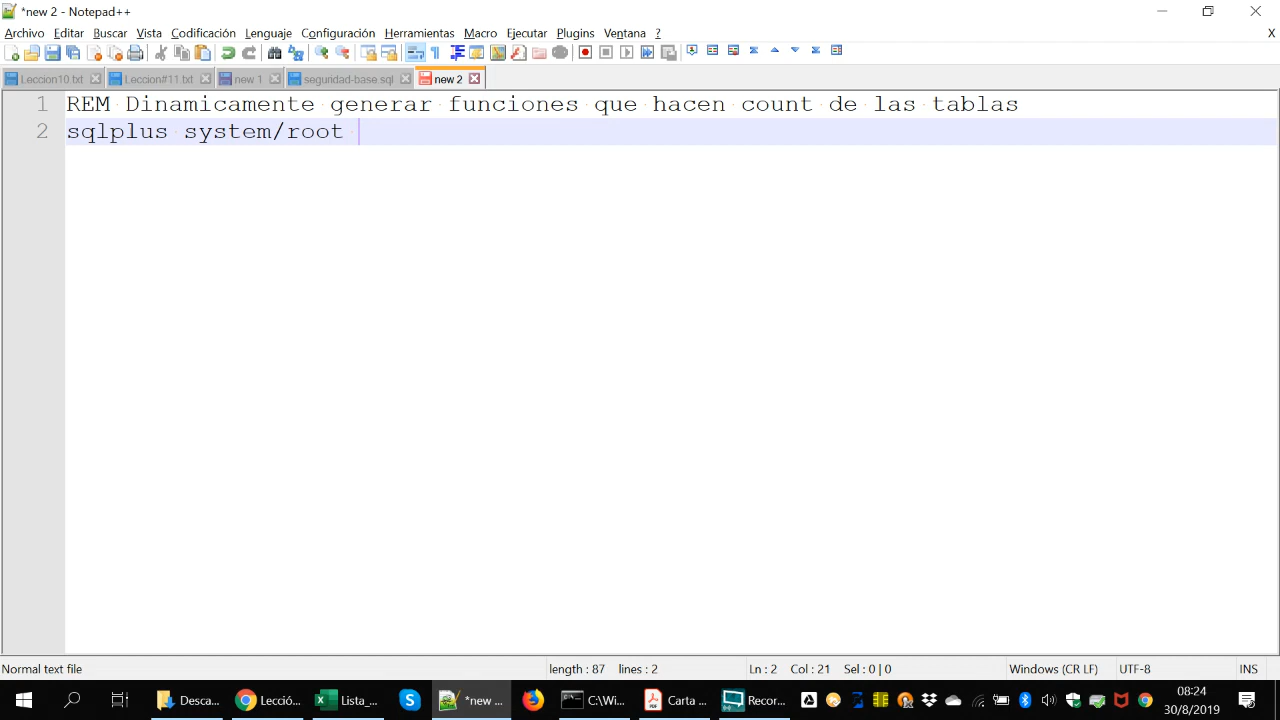 *new 2 - Notepad++
Archivo Editar Buscar Vista Codificación Lenguaje Configuración Herramientas Macro Ejecutar Plugins Ventana ? X
Leccion10.txt Leccion#11.txt new 1 seguridad-base.sql new 2
1 REM Dinamicamente generar funciones que hacen count de las tablas
2 sqlplus system/root
Normal text file length : 87 lines : 2 Ln : 2 Col : 21 Sel : 0 | 0 Windows (CR LF) UTF-8 INS
Desca... Lecció... Lista_... *new ... C:\Wi... Carta ... Recor... 08:24
30/8/2019